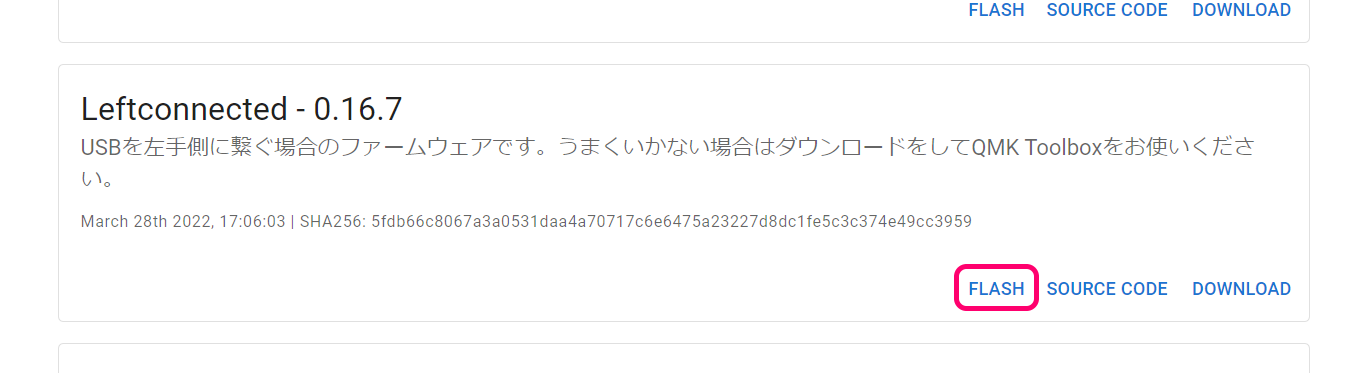 FLASH SOURCE CODE DOWNLOAD
Leftconnected - 0.16.7
USBを左手側に繋ぐ場合のファームウェアです。うまくいかない場合はダウンロードをしてQMK Toolboxをお使いくださ
い。
March 28th 2022, 17:06:03 | SHA256: 5fdb66c8067a3a0531daa4a70717c6e6475a23227d8dc1fe5c3c374e49cc3959
FLASH SOURCE CODE DOWNLOAD